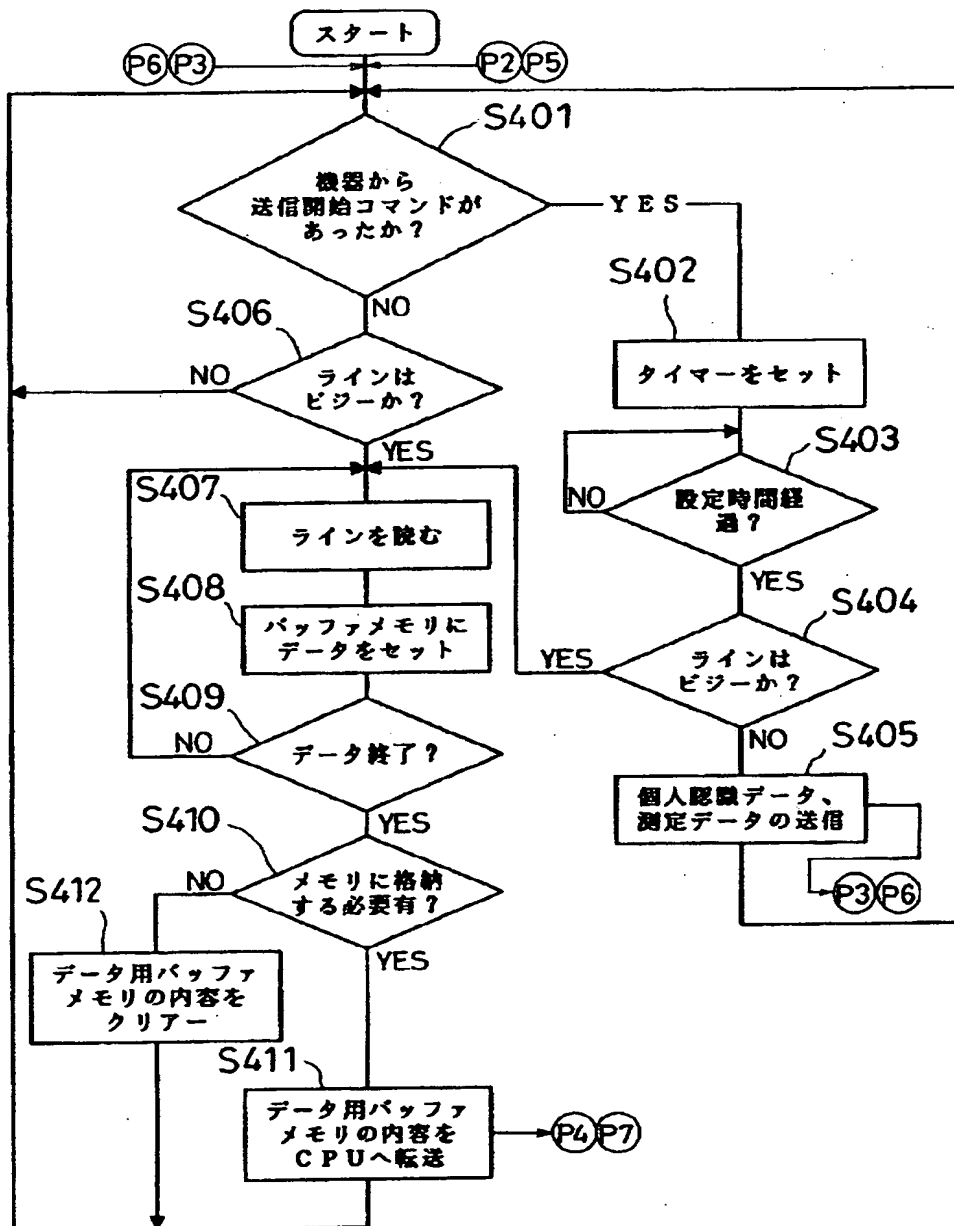 スタート
P6 P3
P2 P5
S401
機器から
送信開始コマンドが
あったか?
YES
NO
S402
タイマーをセット
S406
ラインは
ビジーか?
NO
YES
S403
設定時間経
過?
NO
YES
S407
ラインを読む
S408
バッファメモリに
データをセット
S404
ラインは
ビジーか?
YES
NO
S409
データ終了?
NO
YES
S405
個人認識データ、
測定データの送信
P3 P6
S410
メモリに格納
する必要有?
NO
YES
S412
データ用バッファ
メモリの内容を
クリアー
S411
データ用バッファ
メモリの内容を
CPUへ転送
P4 P7